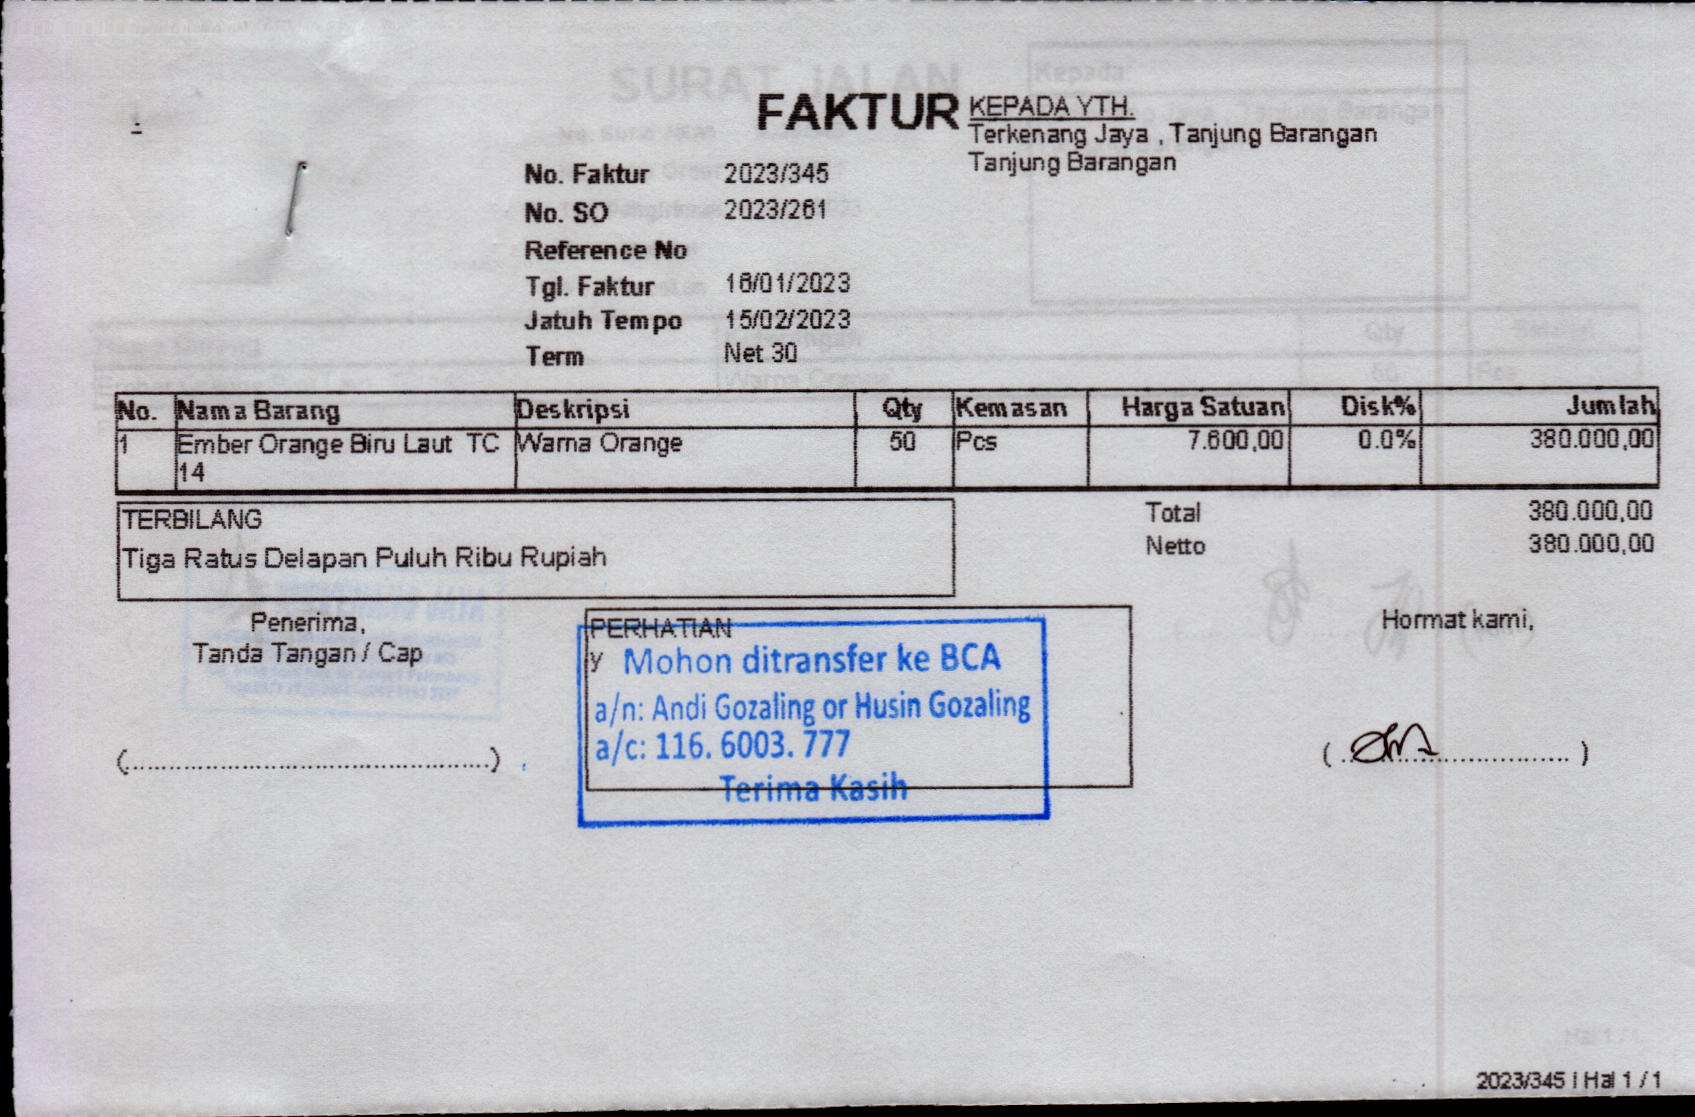 FAKTUR
KEPADA YTH.
Terkenang Jaya , Tanjung Barangan
Tanjung Barangan
No. Faktur 2023/345
No. SO 2023/261
Reference No
Tgl. Faktur 16/01/2023
Jatuh Tempo 15/02/2023
Term Net 30
No. Nama Barang Deskripsi Qty Kemasan Harga Satuan Disk% Jumlah
1 Ember Orange Biru Laut TC Warna Orange 50 Pcs 7.600,00 0.0% 380.000,00
14
TERBILANG
Tiga Ratus Delapan Puluh Ribu Rupiah
Total 380.000,00
Netto 380.000,00
Penerima,
Tanda Tangan / Cap
(..................................................)
PERHATIAN
y
Mohon ditransfer ke BCA
a/n: Andi Gozaling or Husin Gozaling
a/c: 116. 6003. 777
Terima Kasih
Hormat kami,
2023/345 | Hal 1 / 1
SURAT JALAN
Kepada
Qty